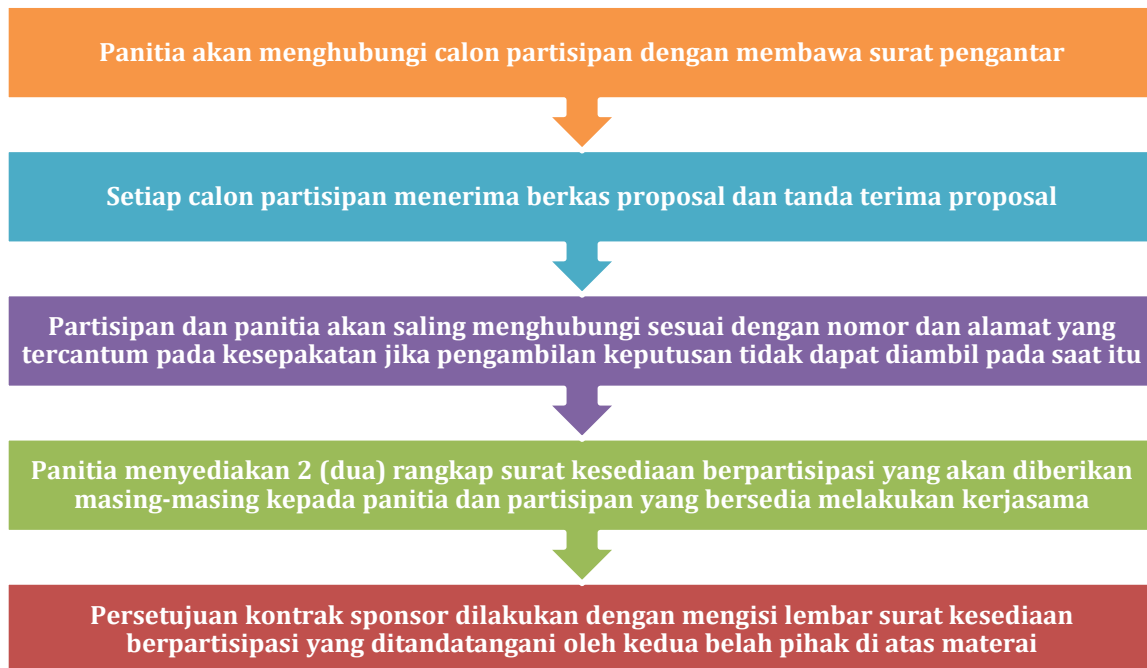 Panitia akan menghubungi calon partisipan dengan membawa surat pengantar
Setiap calon partisipan menerima berkas proposal dan tanda terima proposal
Partisipan dan panitia akan saling menghubungi sesuai dengan nomor dan alamat yang
tercantum pada kesepakatan jika pengambilan keputusan tidak dapat diambil pada saat itu
Panitia menyediakan 2 (dua) rangkap surat kesediaan berpartisipasi yang akan diberikan
masing-masing kepada panitia dan partisipan yang bersedia melakukan kerjasama
Persetujuan kontrak sponsor dilakukan dengan mengisi lembar surat kesediaan
berpartisipasi yang ditandatangani oleh kedua belah pihak di atas materai